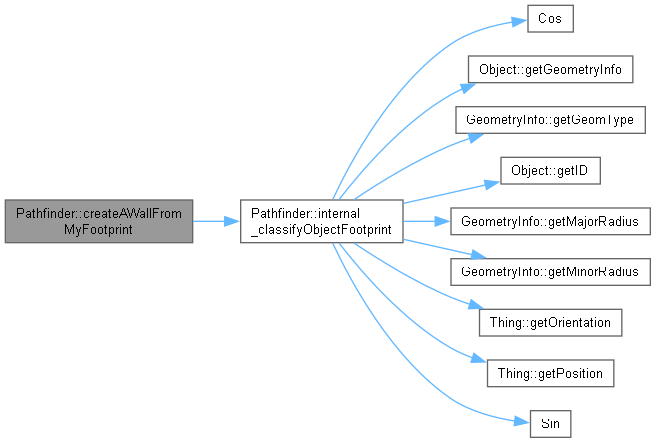 Pathfinder::createAWallFrom
MyFootprint
Pathfinder::internal
_classifyObjectFootprint
Cos
Object::getGeometryInfo
GeometryInfo::getGeomType
Object::getID
GeometryInfo::getMajorRadius
GeometryInfo::getMinorRadius
Thing::getOrientation
Thing::getPosition
Sin